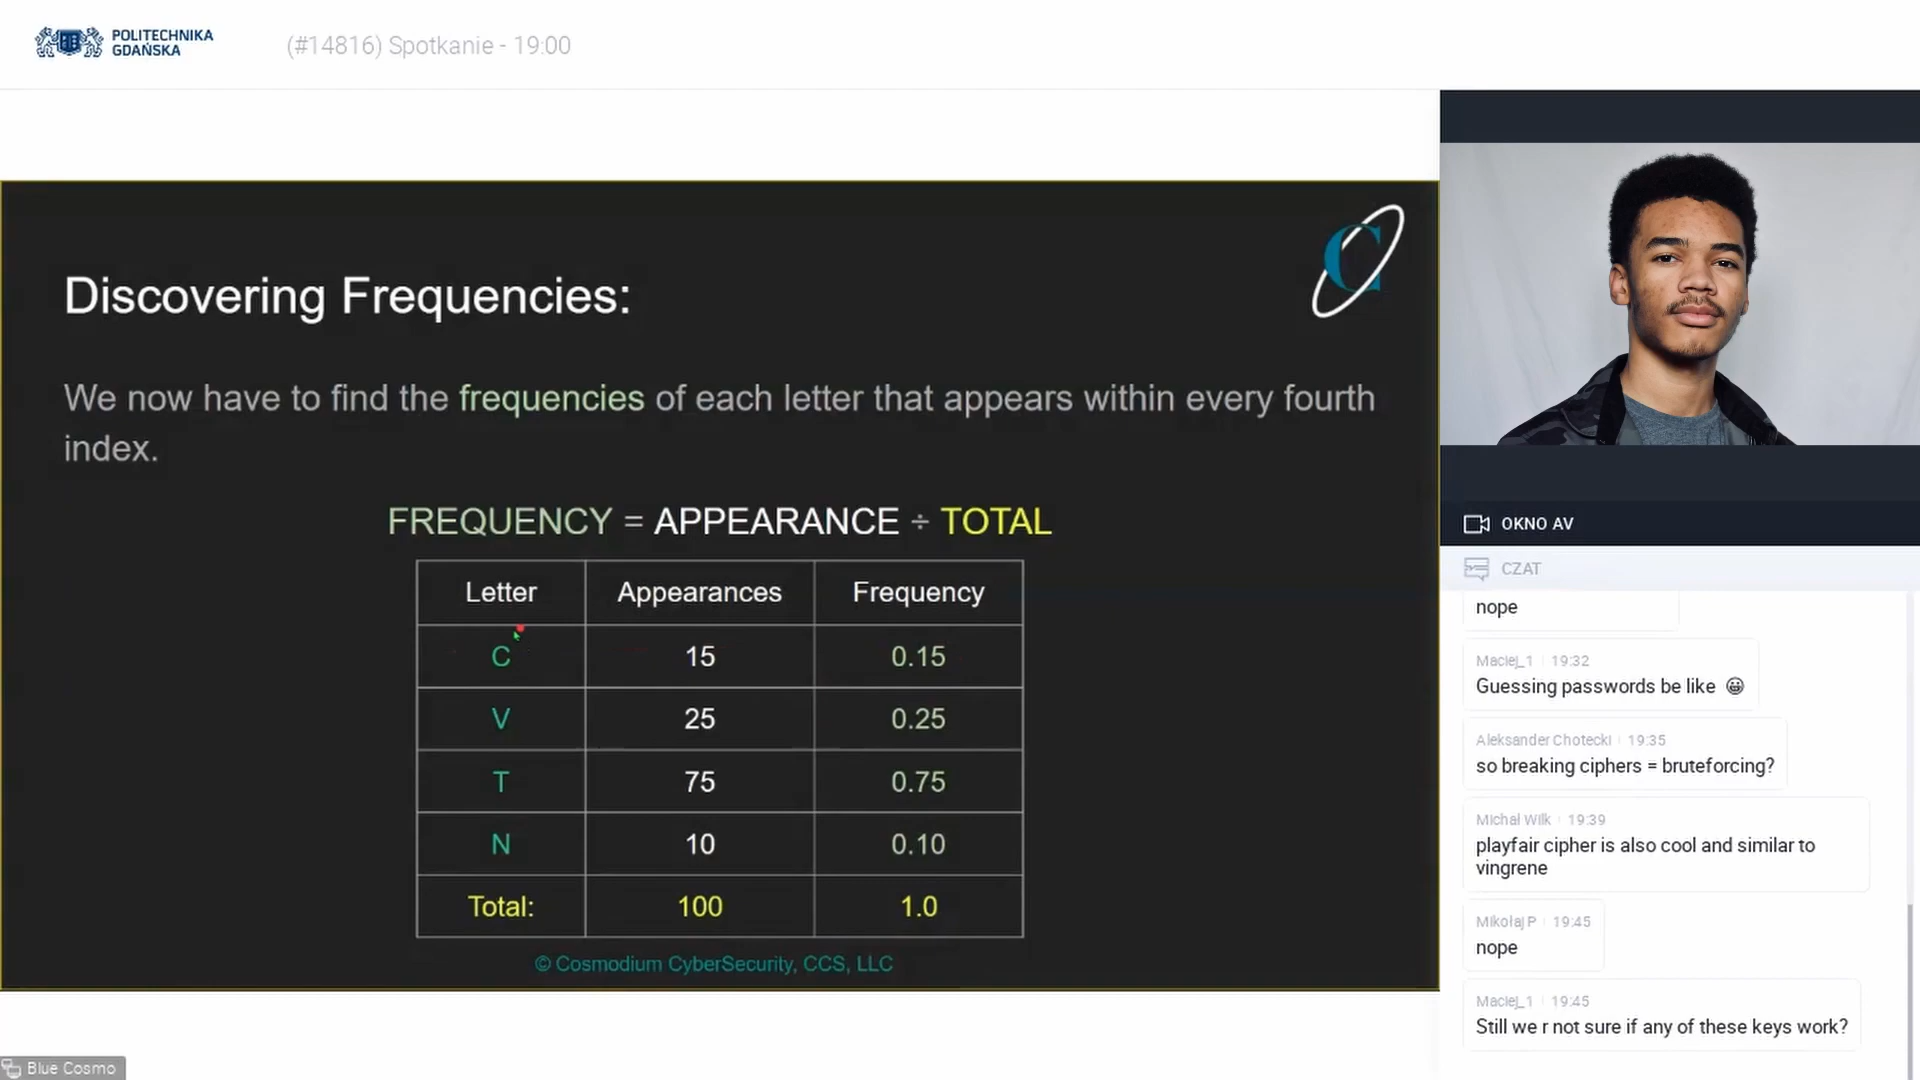 POLITECHNIKA
GDAŃSKA
(#14816) Spotkanie - 19:00
Discovering Frequencies:
We now have to find the frequencies of each letter that appears within every fourth
index.
FREQUENCY = APPEARANCE ÷ TOTAL
Letter Appearances Frequency
C 15 0.15
V 25 0.25
T 75 0.75
N 10 0.10
Total: 100 1.0
© Cosmodium CyberSecurity, CCS, LLC
Blue Cosmo
OKNO AV
CZAT
nope
Maciej_1 19:32
Guessing passwords be like 😀
Aleksander Chotecki 19:35
so breaking ciphers = bruteforcing?
Michał Wilk 19:39
playfair cipher is also cool and similar to
vingrene
Mikołaj P 19:45
nope
Maciej_1 19:45
Still we r not sure if any of these keys work?